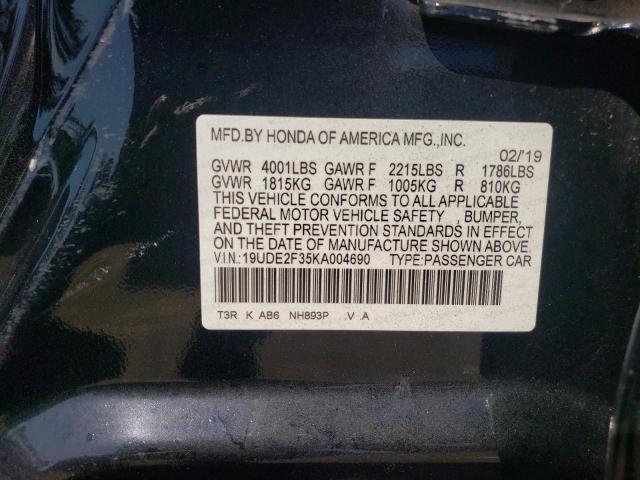 MFD.BY HONDA OF AMERICA MFG.,INC.
02/'19
GVWR 4001LBS GAWR F 2215LBS R 1786LBS
GVWR 1815KG GAWR F 1005KG R 810KG
THIS VEHICLE CONFORMS TO ALL APPLICABLE
FEDERAL MOTOR VEHICLE SAFETY , BUMPER,
AND THEFT PREVENTION STANDARDS IN EFFECT
ON THE DATE OF MANUFACTURE SHOWN ABOVE.
V.I.N.:19UDE2F35KA004690 TYPE:PASSENGER CAR
T3R K AB6 NH893P .V .A